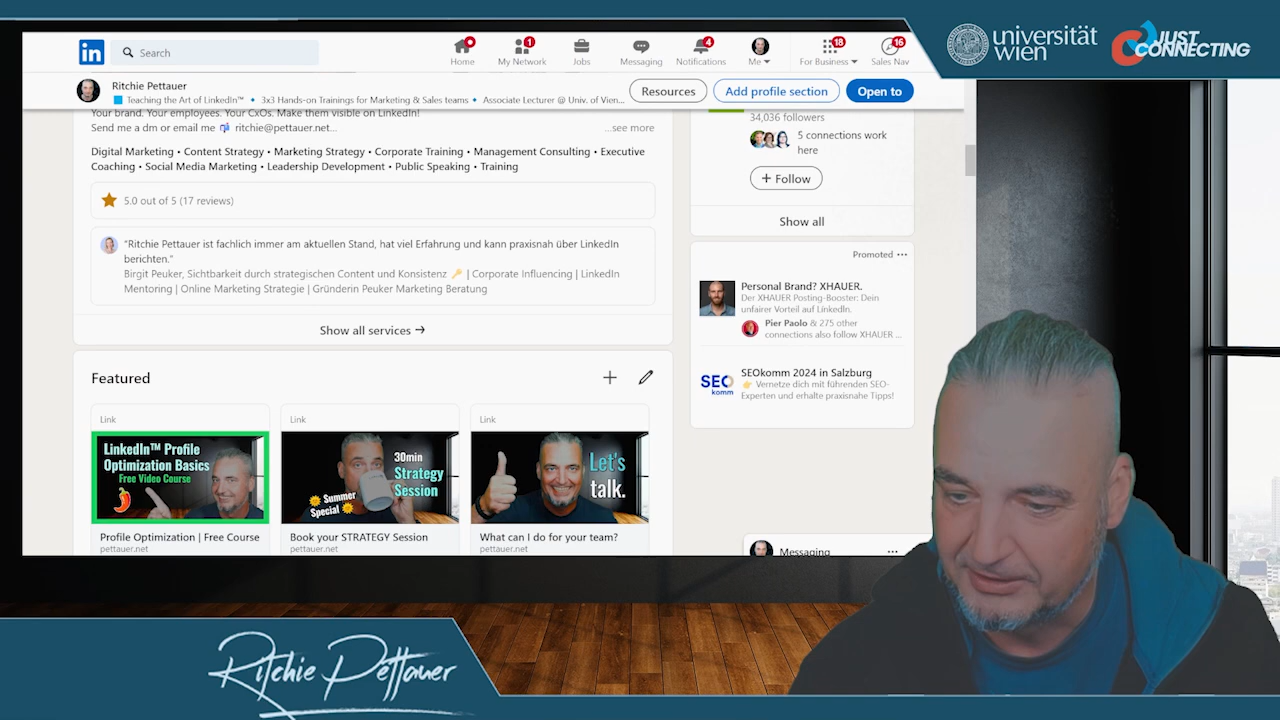 universität
wien
JUST
CONNECTING
in
Search
Home
1
My Network
Jobs
Messaging
4
Notifications
Me
18
For Business
16
Sales Nav
Ritchie Pettauer
Teaching the Art of LinkedIn™ • 3x3 Hands-on Trainings for Marketing & Sales teams • Associate Lecturer @ Univ. of Vien...
Resources
Add profile section
Open to
Your brand. Your employees. Your CxOs. Make them visible on LinkedIn!
Send me a dm or email me 📬 ritchie@pettauer.net...
...see more
Digital Marketing • Content Strategy • Marketing Strategy • Corporate Training • Management Consulting • Executive
Coaching • Social Media Marketing • Leadership Development • Public Speaking • Training
5.0 out of 5 (17 reviews)
"Ritchie Pettauer ist fachlich immer am aktuellen Stand, hat viel Erfahrung und kann praxisnah über LinkedIn
berichten."
Birgit Peuker, Sichtbarkeit durch strategischen Content und Konsistenz 🔑 | Corporate Influencing | LinkedIn
Mentoring | Online Marketing Strategie | Gründerin Peuker Marketing Beratung
Show all services →
Featured
Link
LinkedIn™ Profile
Optimization Basics
Free Video Course
Profile Optimization | Free Course
pettauer.net
Link
30min
Strategy
Session
Summer
Special
Book your STRATEGY Session
pettauer.net
Link
Let's
talk.
What can I do for your team?
pettauer.net
34,036 followers
5 connections work
here
+ Follow
Show all
Promoted ...
Personal Brand? XHAUER.
Der XHAUER Posting-Booster: Dein
unfairer Vorteil auf LinkedIn.
Pier Paolo & 275 other
connections also follow XHAUER ...
SEO
komm
SEOkomm 2024 in Salzburg
👉 Vernetze dich mit führenden SEO-
Experten und erhalte praxisnahe Tipps!
Messaging
...
Ritchie Pettauer